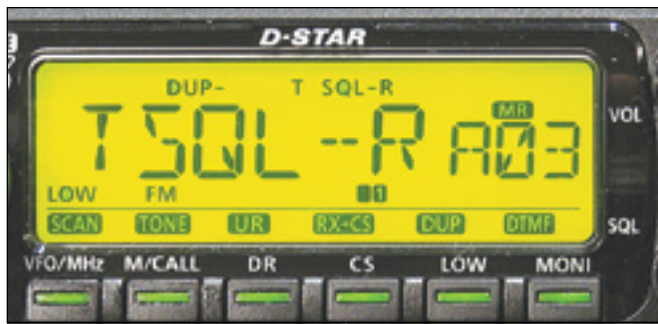 D-STAR
DUP- T SQL-R
MR
VOL
TSQL--R A03
LOW FM 1
SCAN TONE UR RX→CS DUP DTMF
SQL
VFO/MHz M/CALL DR CS LOW MONI